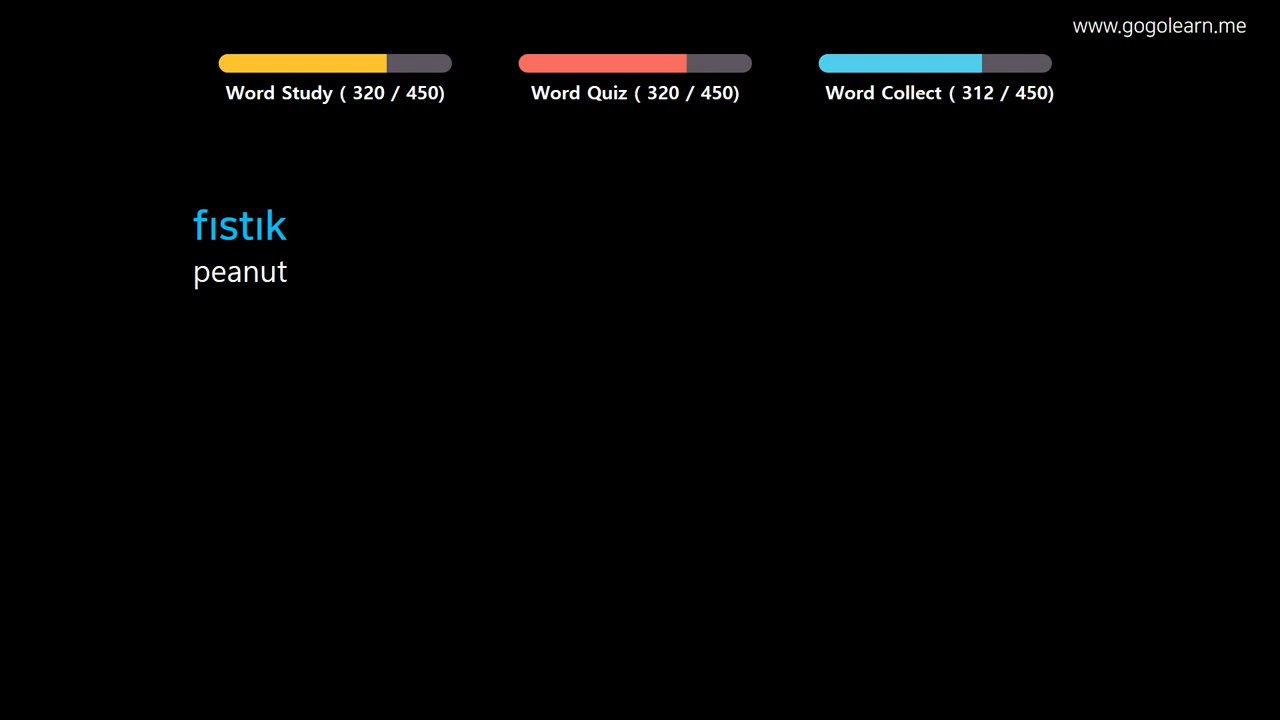 www.gogolearn.me
Word Study ( 320 / 450)
Word Quiz ( 320 / 450)
Word Collect ( 312 / 450)
fıstık
peanut